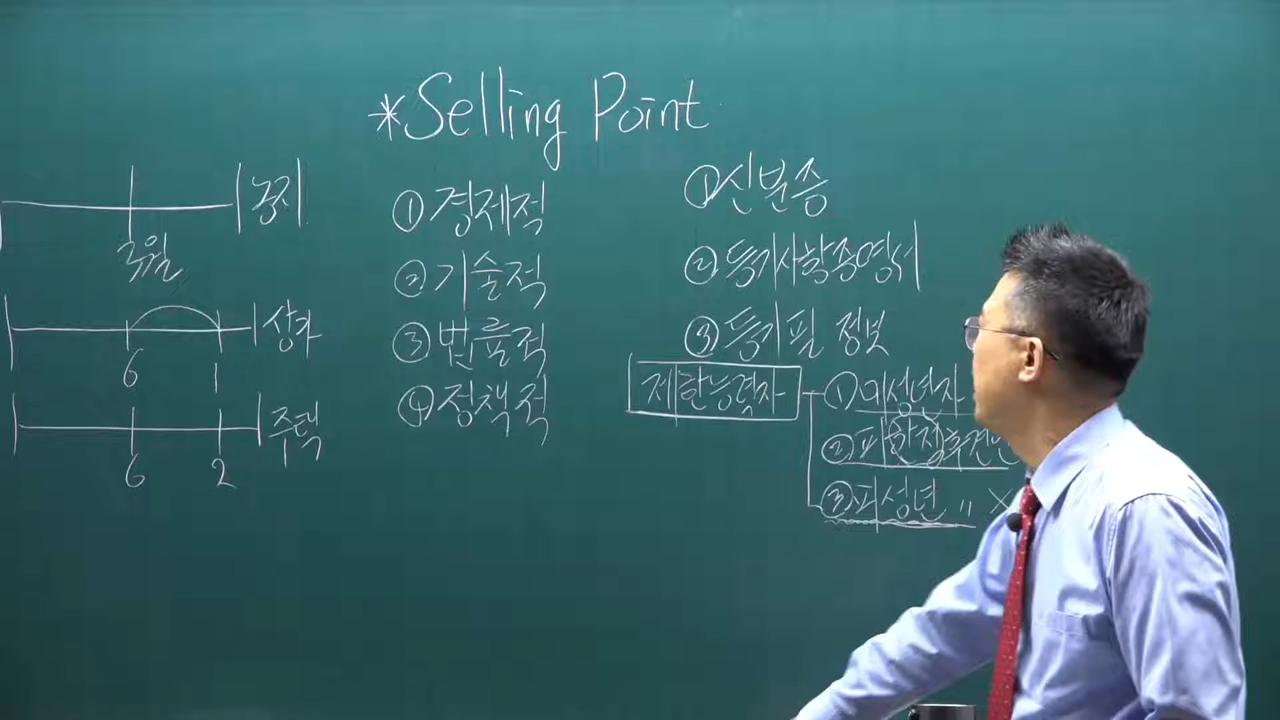 *Selling Point
농지
3월
상가
6 1
주택
6 2
①경제적
②기술적
③법률적
④정책적
①신분증
②등기사항증명서
③등기필 정보
제한능력자
①미성년자
②피한정후견인
③피성년 〃 X